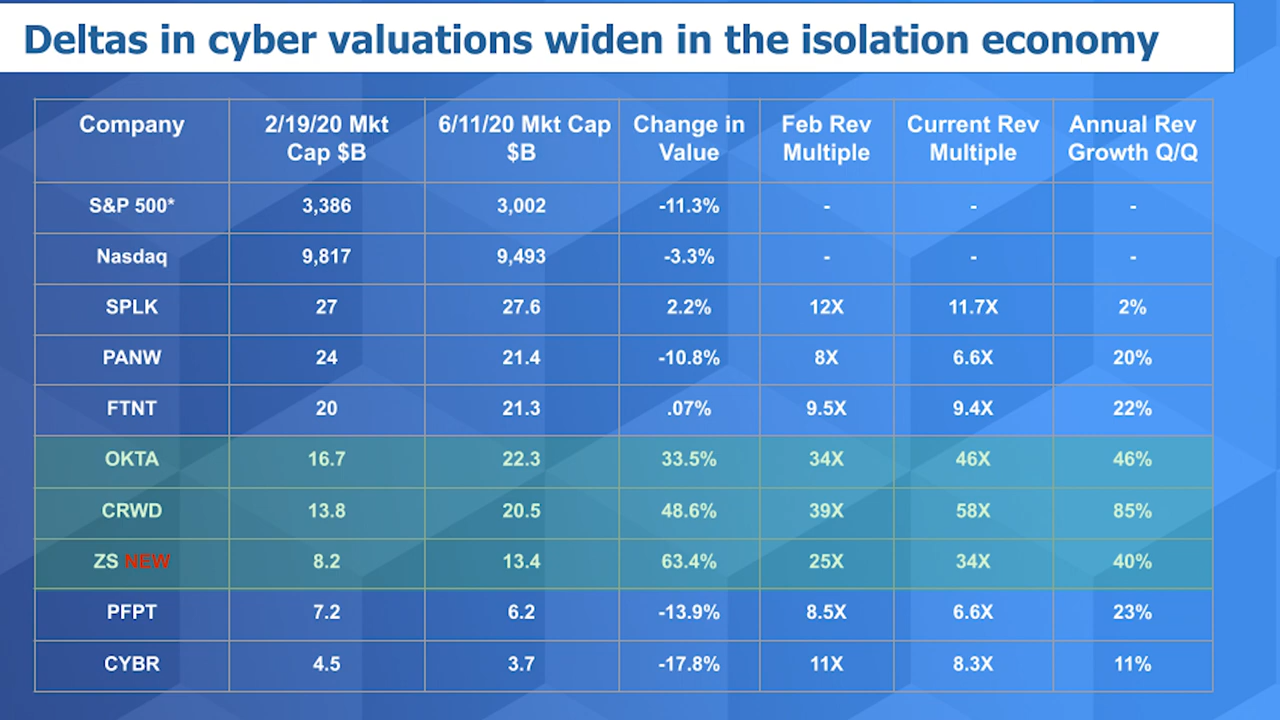 Deltas in cyber valuations widen in the isolation economy
Company 2/19/20 Mkt Cap $B 6/11/20 Mkt Cap $B Change in Value Feb Rev Multiple Current Rev Multiple Annual Rev Growth Q/Q
S&P 500* 3,386 3,002 -11.3% - - -
Nasdaq 9,817 9,493 -3.3% - - -
SPLK 27 27.6 2.2% 12X 11.7X 2%
PANW 24 21.4 -10.8% 8X 6.6X 20%
FTNT 20 21.3 .07% 9.5X 9.4X 22%
OKTA 16.7 22.3 33.5% 34X 46X 46%
CRWD 13.8 20.5 48.6% 39X 58X 85%
ZS NEW 8.2 13.4 63.4% 25X 34X 40%
PFPT 7.2 6.2 -13.9% 8.5X 6.6X 23%
CYBR 4.5 3.7 -17.8% 11X 8.3X 11%